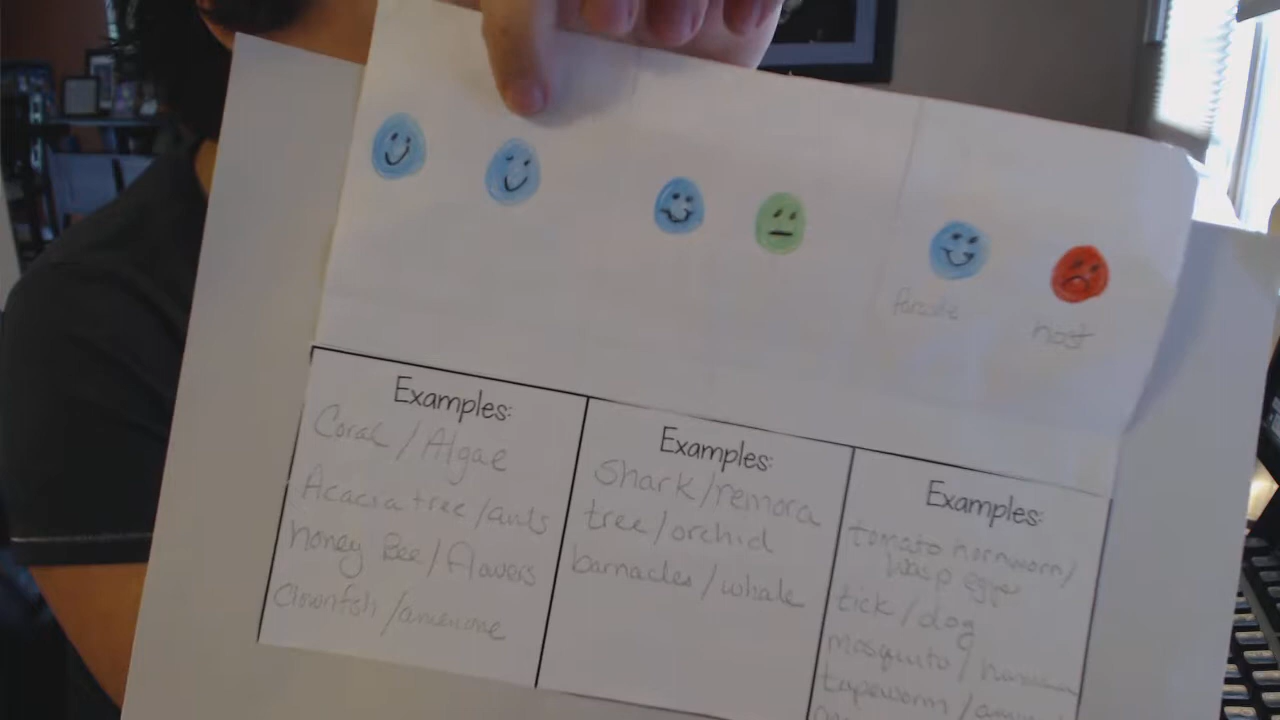 parasite
host
Examples:
Coral / Algae
Acacia tree / ants
honey Bee / flowers
Clownfish / anemone
Examples:
Shark / remora
tree / orchid
barnacles / whale
Examples:
tomato hornworm /
wasp eggs
tick / dog
mosquito /
tapeworm /